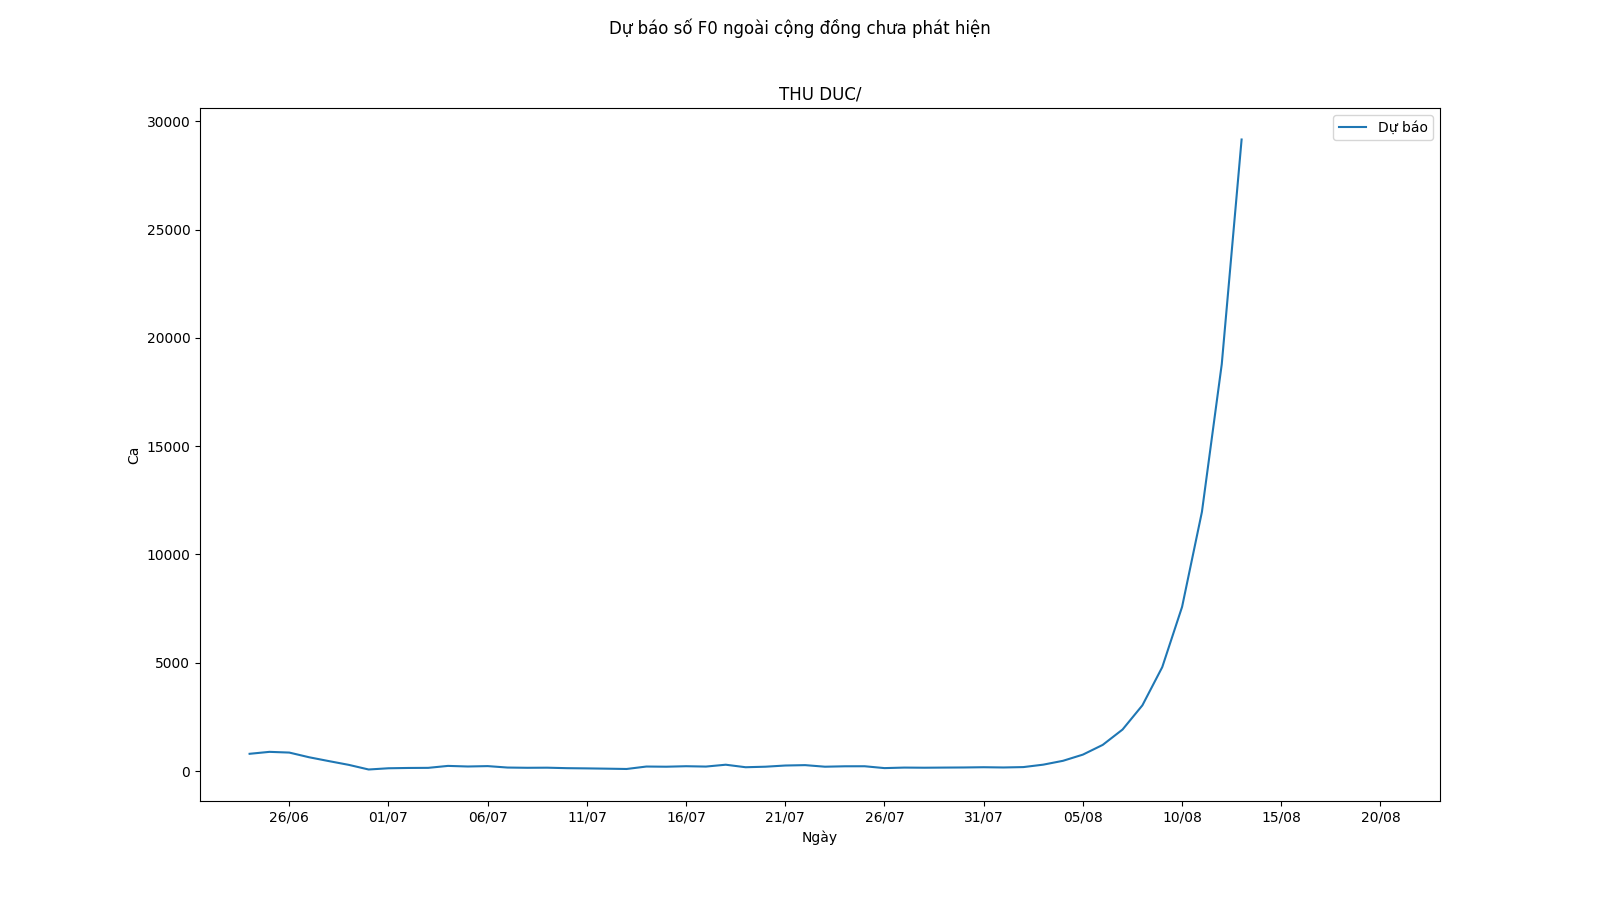 Dự báo số F0 ngoài cộng đồng chưa phát hiện
THU DUC/
Dự báo
30000
25000
20000
15000
10000
5000
0
Ca
26/06 01/07 06/07 11/07 16/07 21/07 26/07 31/07 05/08 10/08 15/08 20/08
Ngày